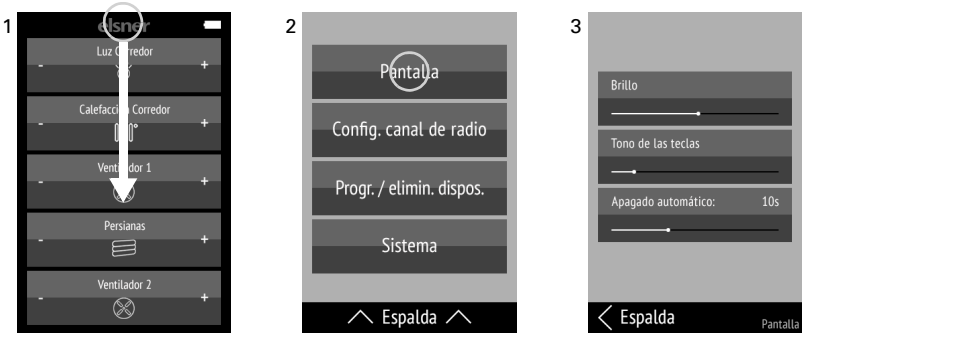 1
elsner
Luz Corredor
- +
Calefacción Corredor
- +
Ventilador 1
- +
Persianas
- +
Ventilador 2
- +
2
Pantalla
Config. canal de radio
Progr. / elimin. dispos.
Sistema
Espalda
3
Brillo
Tono de las teclas
Apagado automático: 10s
Espalda
Pantalla